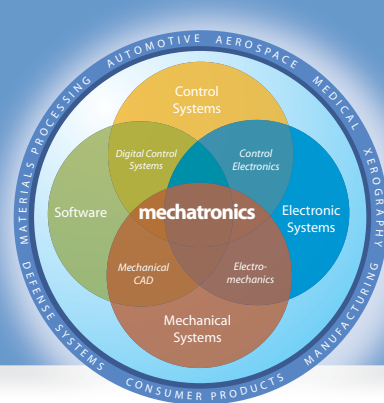 MATERIALS PROCESSING AUTOMOTIVE AEROSPACE MEDICAL XEROGRAPHY
Control
Systems
Digital Control
Systems
Control
Electronics
Software
mechatronics
Electronic
Systems
Mechanical
CAD
Electro-
mechanics
Mechanical
Systems
DEFENSE SYSTEMS CONSUMER PRODUCTS MANUFACTURING